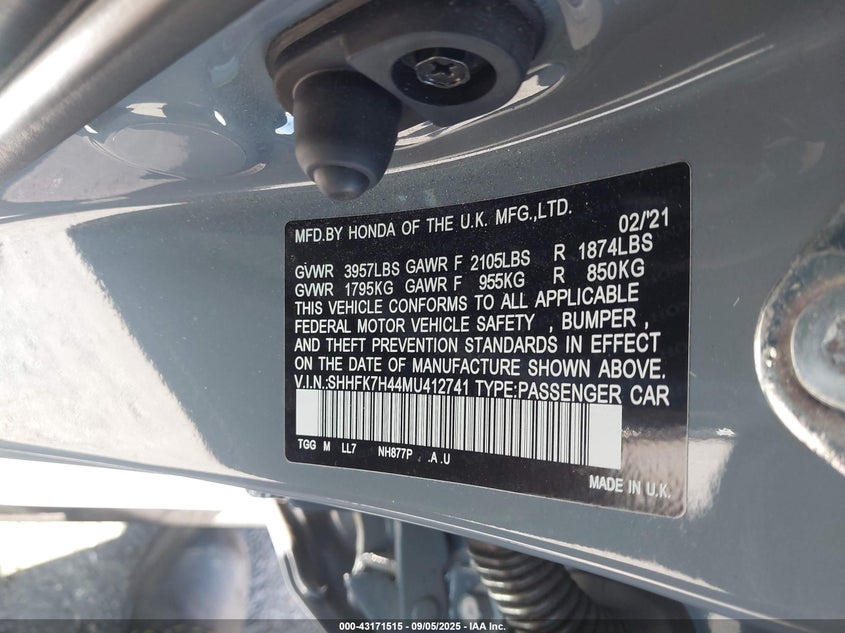 MFD.BY HONDA OF THE U.K. MFG.,LTD. 02/'21
GVWR 3957LBS GAWR F 2105LBS R 1874LBS
GVWR 1795KG GAWR F 955KG R 850KG
THIS VEHICLE CONFORMS TO ALL APPLICABLE
FEDERAL MOTOR VEHICLE SAFETY , BUMPER ,
AND THEFT PREVENTION STANDARDS IN EFFECT
ON THE DATE OF MANUFACTURE SHOWN ABOVE.
V.I.N.:SHHFK7H44MU412741 TYPE:PASSENGER CAR
TGG M LL7 NH877P . .A .U
MADE IN U.K.
000-43171515 - 09/05/2025 - IAA Inc.